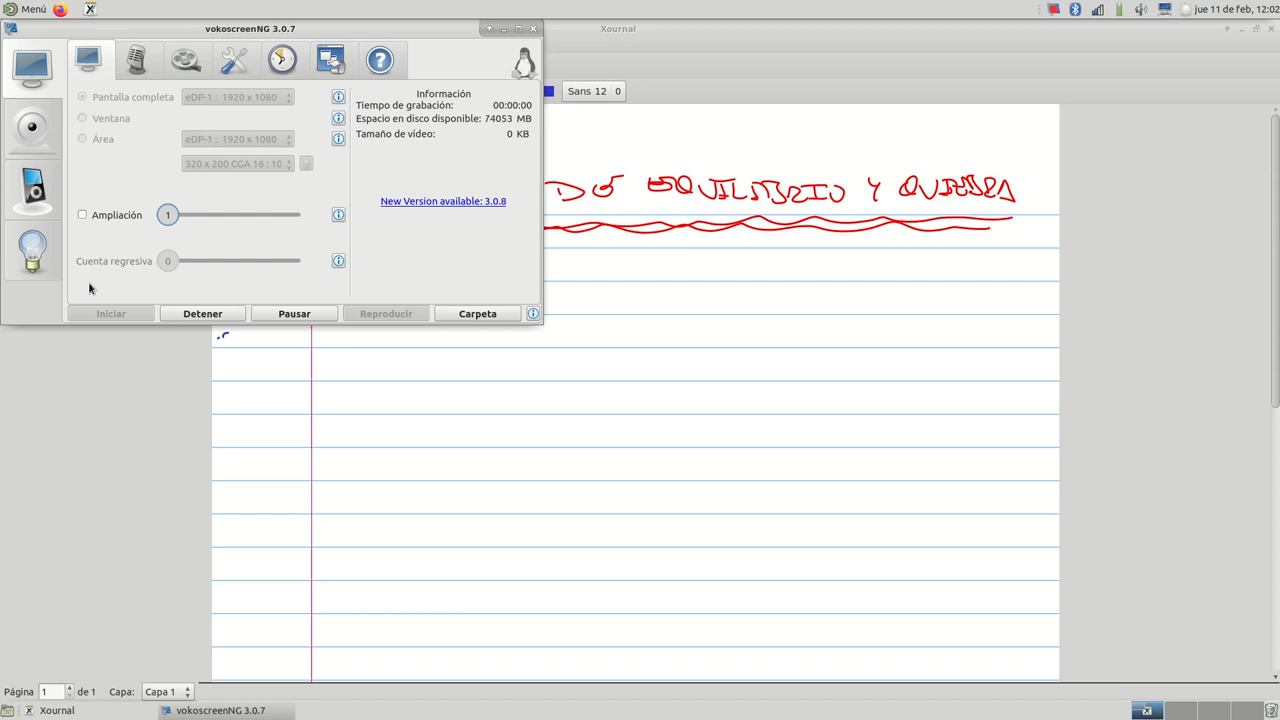 Menú
jue 11 de feb, 12:02
vokoscreenNG 3.0.7
Xournal
Pantalla completa
eDP-1 : 1920 x 1080
Ventana
Área
eDP-1 : 1920 x 1080
320 x 200 CGA 16 : 10
Ampliación 1
Cuenta regresiva 0
Información
Tiempo de grabación: 00:00:00
Espacio en disco disponible: 74053 MB
Tamaño de vídeo: 0 KB
New Version available: 3.0.8
Iniciar
Detener
Pausar
Reproducir
Carpeta
Sans 12 0
DE EQUILIBRIO Y QUIEBRA
Página 1 de 1 Capa: Capa 1
Xournal
vokoscreenNG 3.0.7